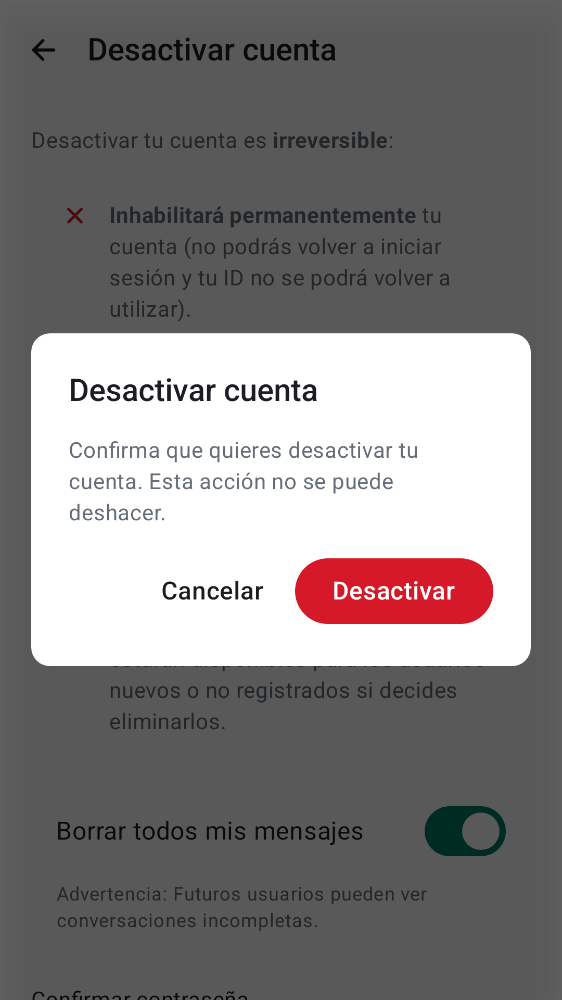 Desactivar cuenta
Desactivar tu cuenta es irreversible:
Inhabilitará permanentemente tu
cuenta (no podrás volver a iniciar
sesión y tu ID no se podrá volver a
utilizar).
Desactivar cuenta
Confirma que quieres desactivar tu
cuenta. Esta acción no se puede
deshacer.
Cancelar
Desactivar
nuevos o no registrados si decides
eliminarlos.
Borrar todos mis mensajes
Advertencia: Futuros usuarios pueden ver
conversaciones incompletas.
Confirmar contraseña